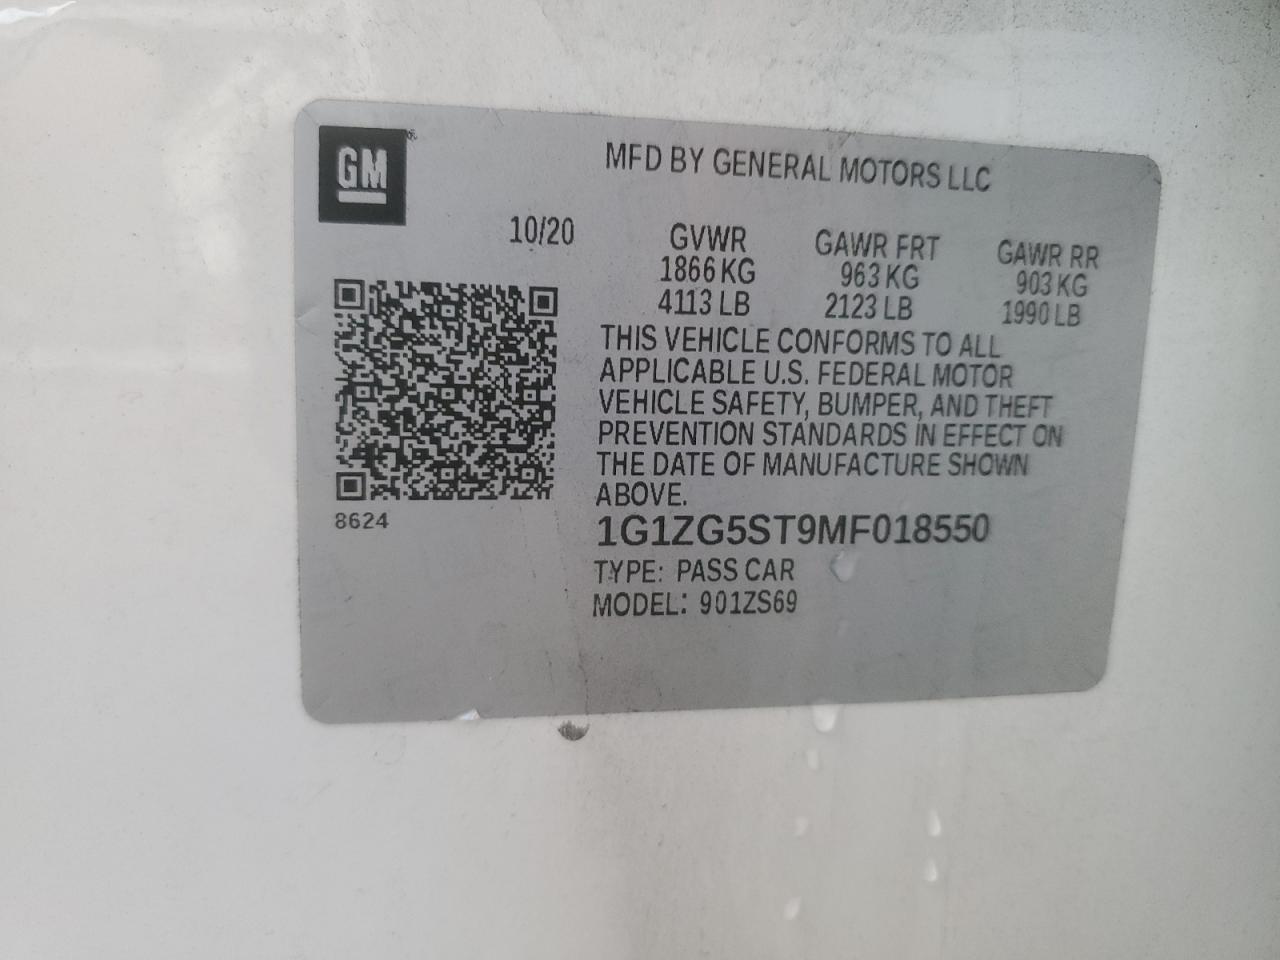 GM®
MFD BY GENERAL MOTORS LLC
10/20
GVWR GAWR FRT GAWR RR
1866 KG 963 KG 903 KG
4113 LB 2123 LB 1990 LB
THIS VEHICLE CONFORMS TO ALL
APPLICABLE U.S. FEDERAL MOTOR
VEHICLE SAFETY, BUMPER, AND THEFT
PREVENTION STANDARDS IN EFFECT ON
THE DATE OF MANUFACTURE SHOWN
ABOVE.
8624
1G1ZG5ST9MF018550
TYPE: PASS CAR
MODEL: 901ZS69